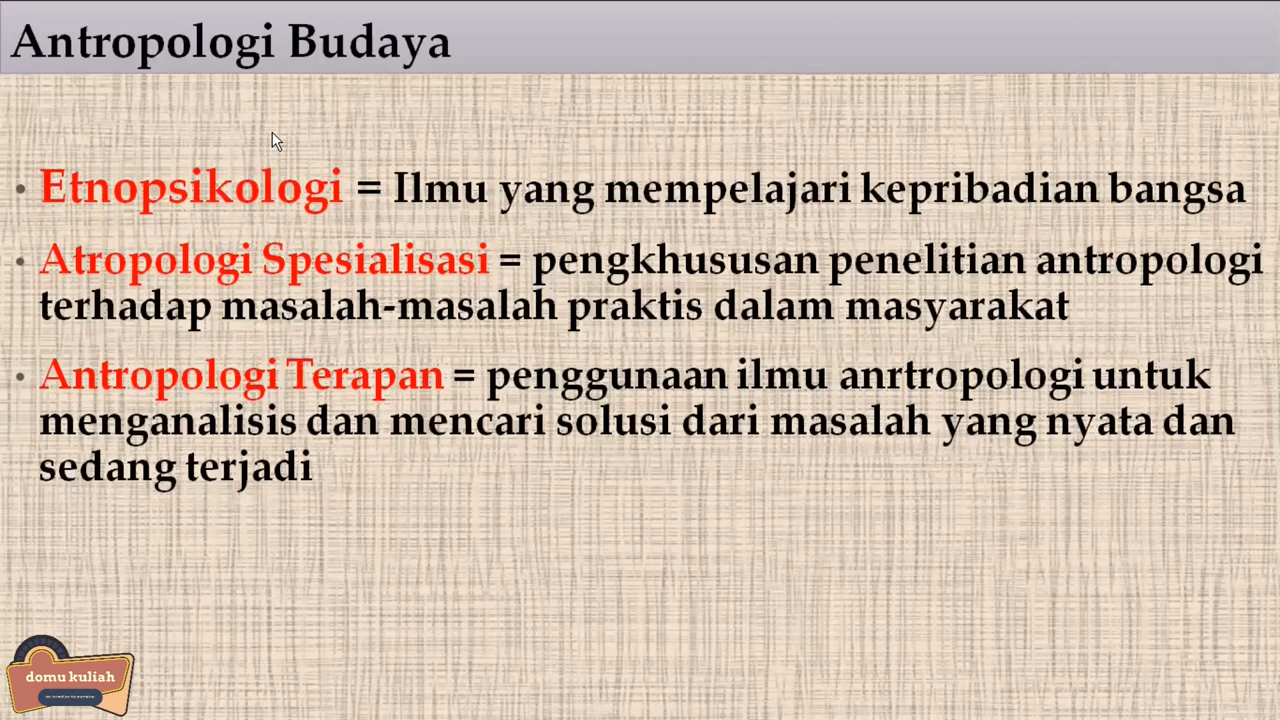 Antropologi Budaya
• Etnopsikologi = Ilmu yang mempelajari kepribadian bangsa
• Atropologi Spesialisasi = pengkhususan penelitian antropologi
terhadap masalah-masalah praktis dalam masyarakat
• Antropologi Terapan = penggunaan ilmu anrtropologi untuk
menganalisis dan mencari solusi dari masalah yang nyata dan
sedang terjadi
domu kuliah